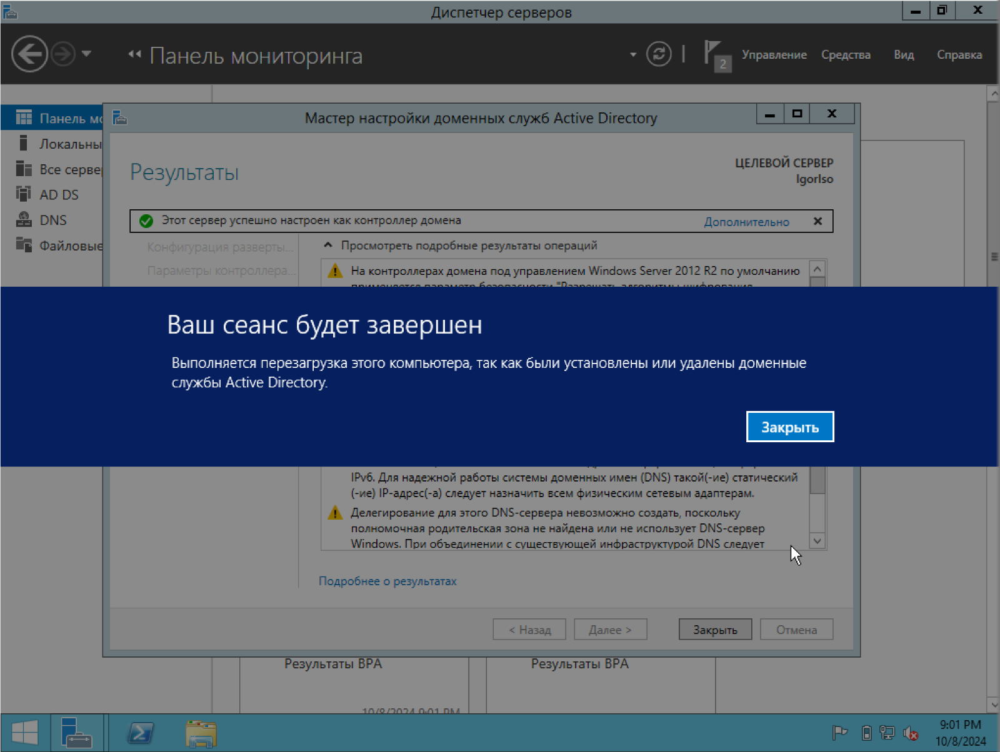 Диспетчер серверов
Панель мониторинга
2
Управление
Средства
Вид
Справка
Панель
Локальны
Все серве
AD DS
DNS
Файловые
Мастер настройки доменных служб Active Directory
Результаты
ЦЕЛЕВОЙ СЕРВЕР
IgorIso
Этот сервер успешно настроен как контроллер домена
Дополнительно
Конфигурация разверты...
Параметры контроллера...
Просмотреть подробные результаты операций
На контроллерах домена под управлением Windows Server 2012 R2 по умолчанию
применяется параметр безопасности "Разрешать алгоритмы шифрования,
Ваш сеанс будет завершен
Выполняется перезагрузка этого компьютера, так как были установлены или удалены доменные
службы Active Directory.
Закрыть
IPv6. Для надежной работы системы доменных имен (DNS) такой(-ие) статический
(-ие) IP-адрес(-а) следует назначить всем физическим сетевым адаптерам.
Делегирование для этого DNS-сервера невозможно создать, поскольку
полномочная родительская зона не найдена или не использует DNS-сервер
Windows. При объединении с существующей инфраструктурой DNS следует
Подробнее о результатах
< Назад
Далее >
Закрыть
Отмена
Результаты BPA
Результаты BPA
10/8/2024 9:01 PM
9:01 PM
10/8/2024